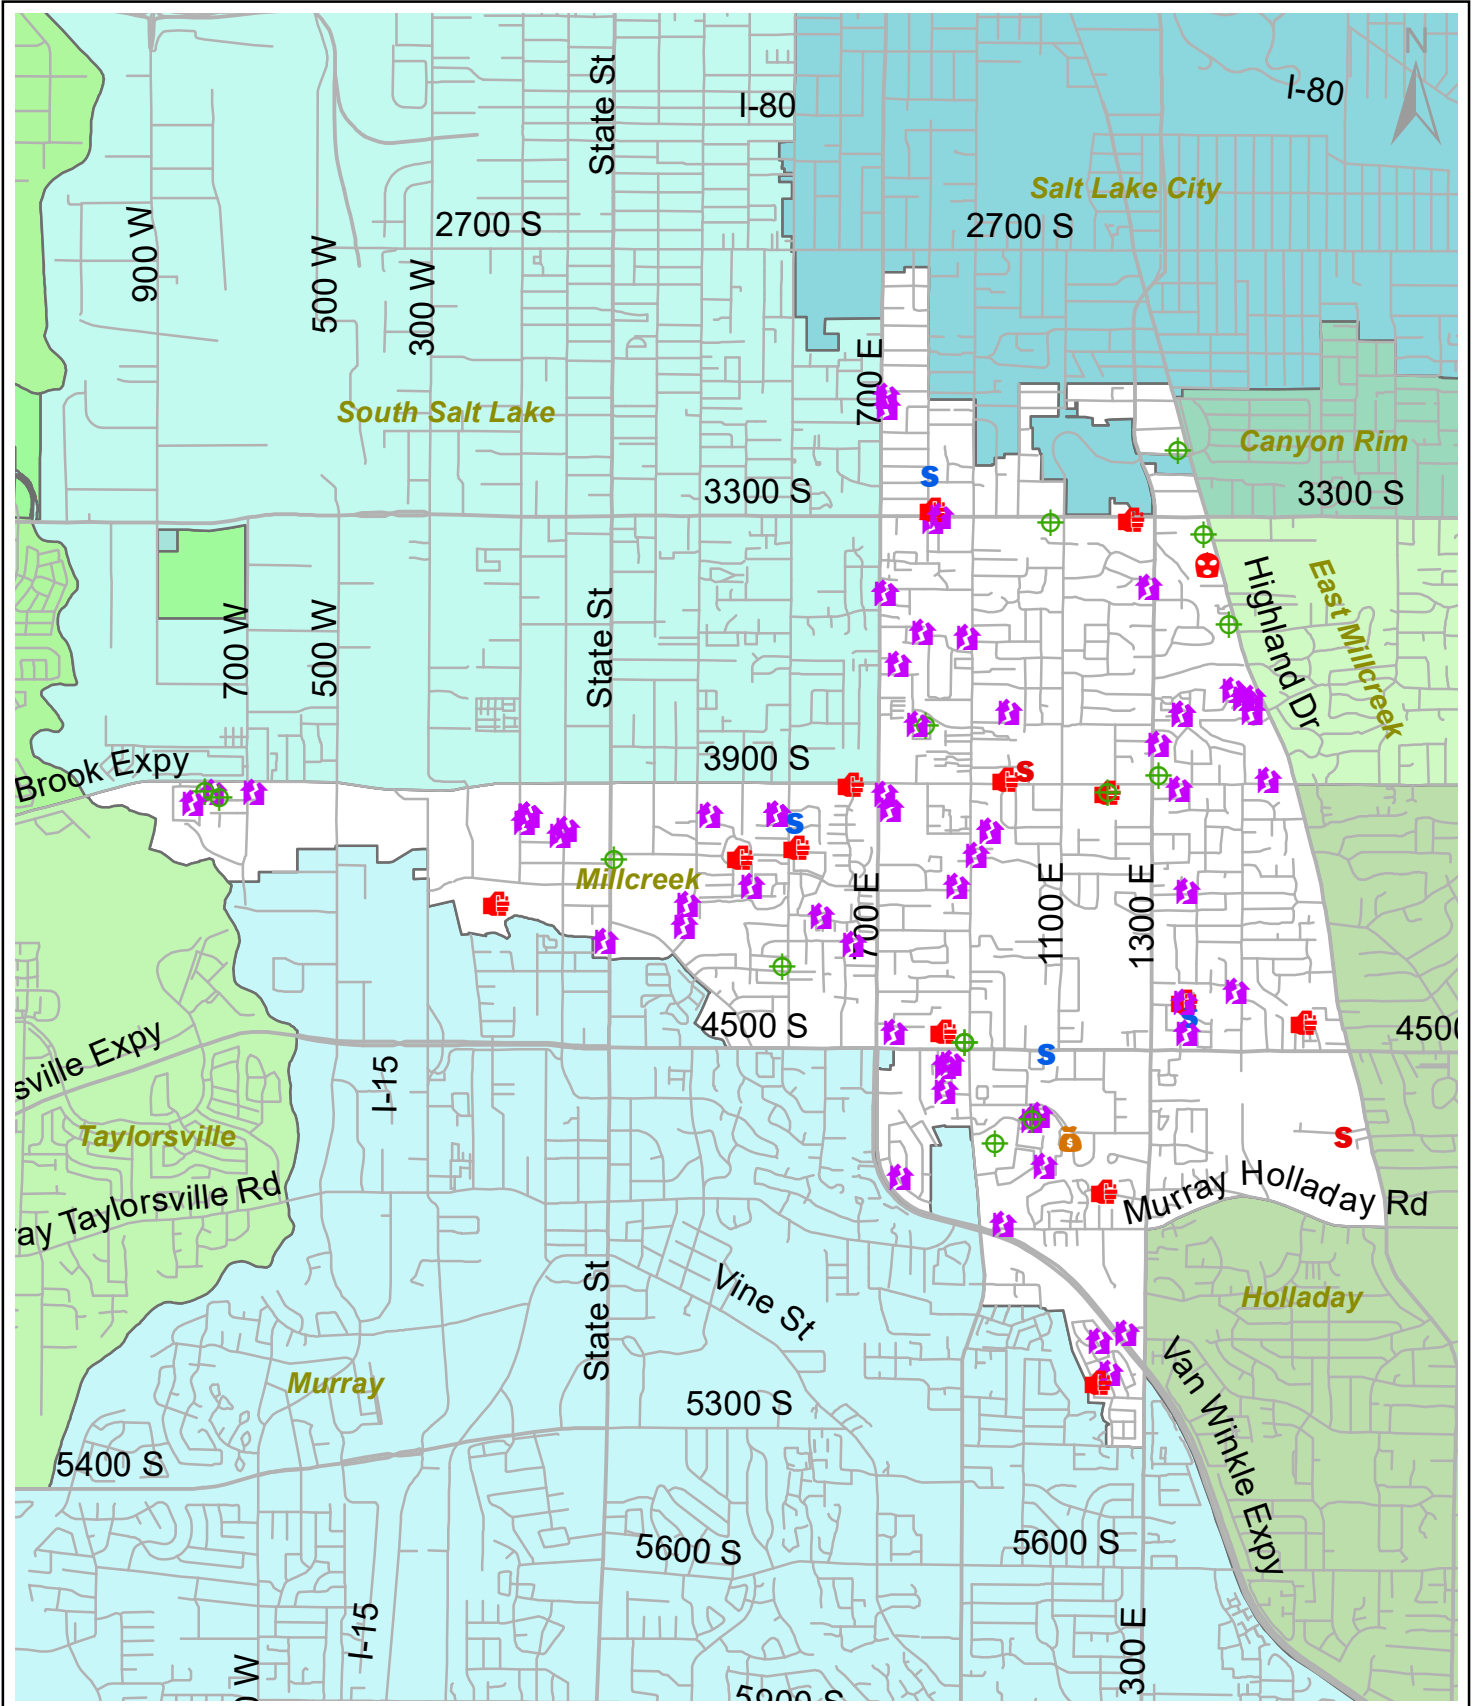 N
State St
I-80
I-80
Salt Lake City
900 W
2700 S
2700 S
500 W
300 W
700 E
South Salt Lake
Canyon Rim
3300 S
3300 S
S
Highland Dr
East Millcreek
700 W
500 W
State St
3900 S
Brook Expy
S
S
Millcreek
700 E
1100 E
1300 E
4500 S
4500
S
S
sville Expy
I-15
Taylorsville
S
$
ay Taylorsville Rd
Murray Holladay Rd
State St
Vine St
Holladay
Murray
Van Winkle Expy
5300 S
5400 S
5600 S
5600 S
I-15
300 E
0 W
5900 S